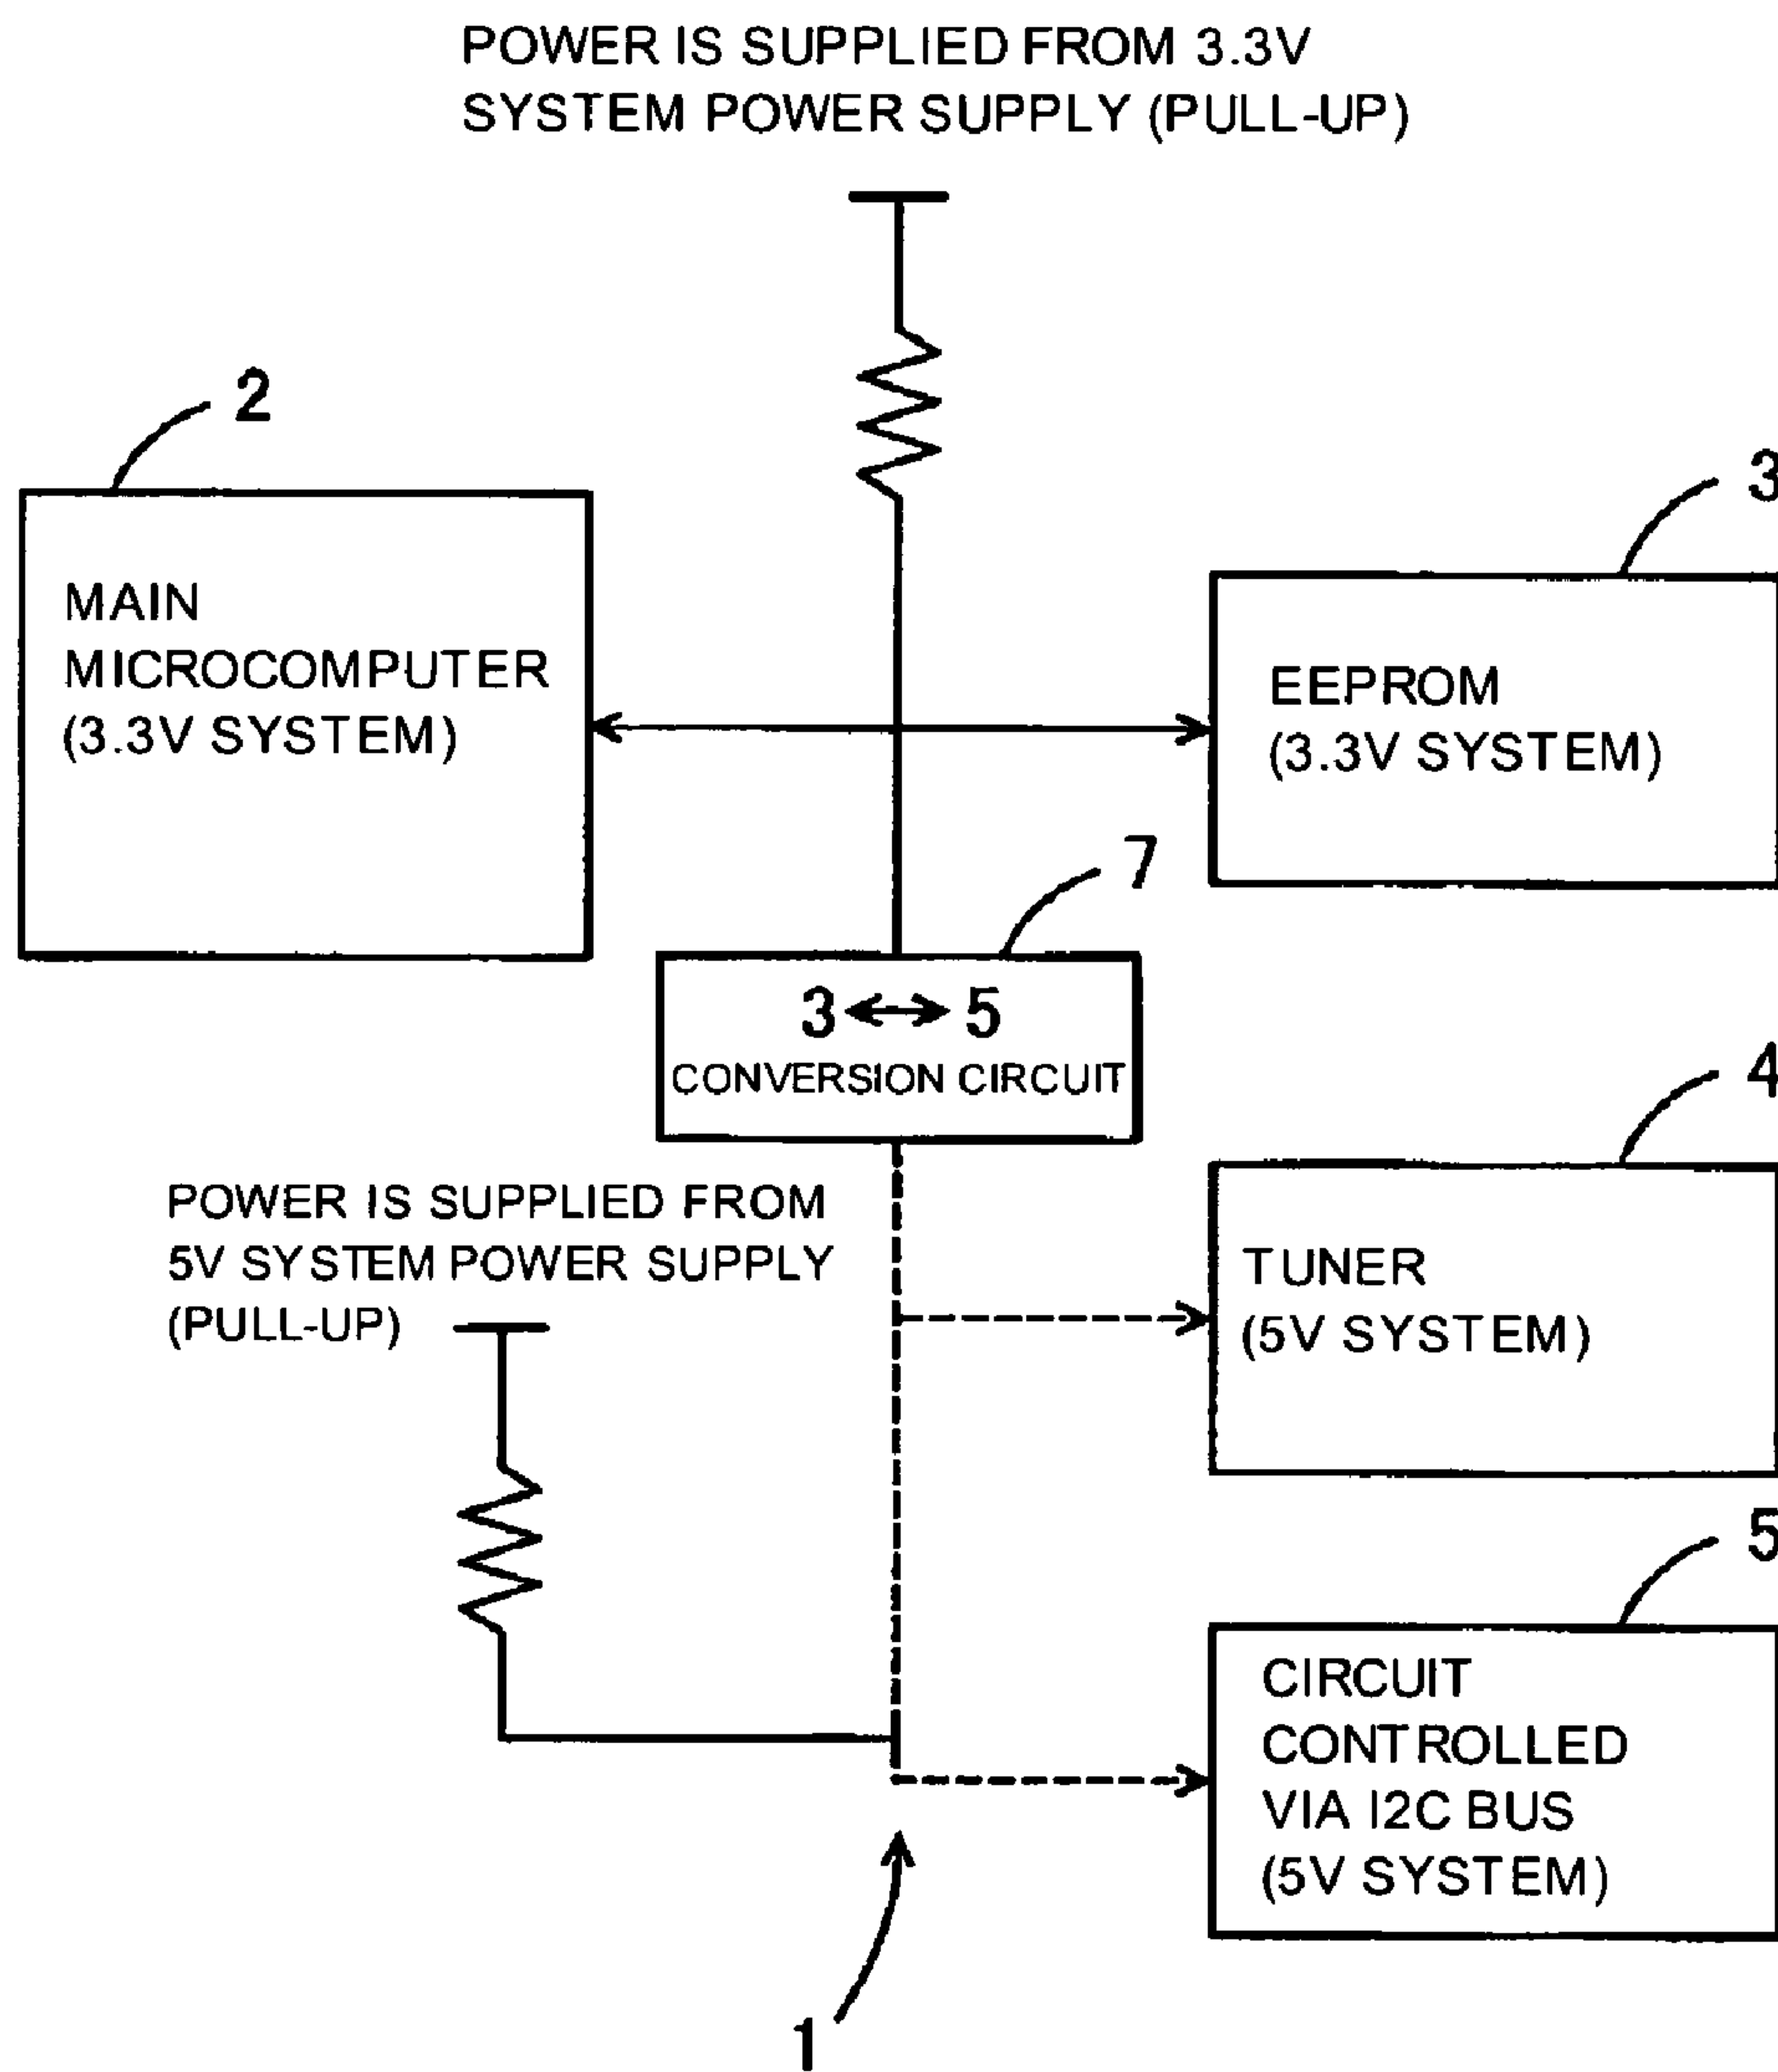 POWER IS SUPPLIED FROM 3.3V
SYSTEM POWER SUPPLY (PULL-UP)
2
MAIN
MICROCOMPUTER
(3.3V SYSTEM)
3
EEPROM
(3.3V SYSTEM)
7
3 ↔ 5
CONVERSION CIRCUIT
4
TUNER
(5V SYSTEM)
POWER IS SUPPLIED FROM
5V SYSTEM POWER SUPPLY
(PULL-UP)
5
CIRCUIT
CONTROLLED
VIA I2C BUS
(5V SYSTEM)
1